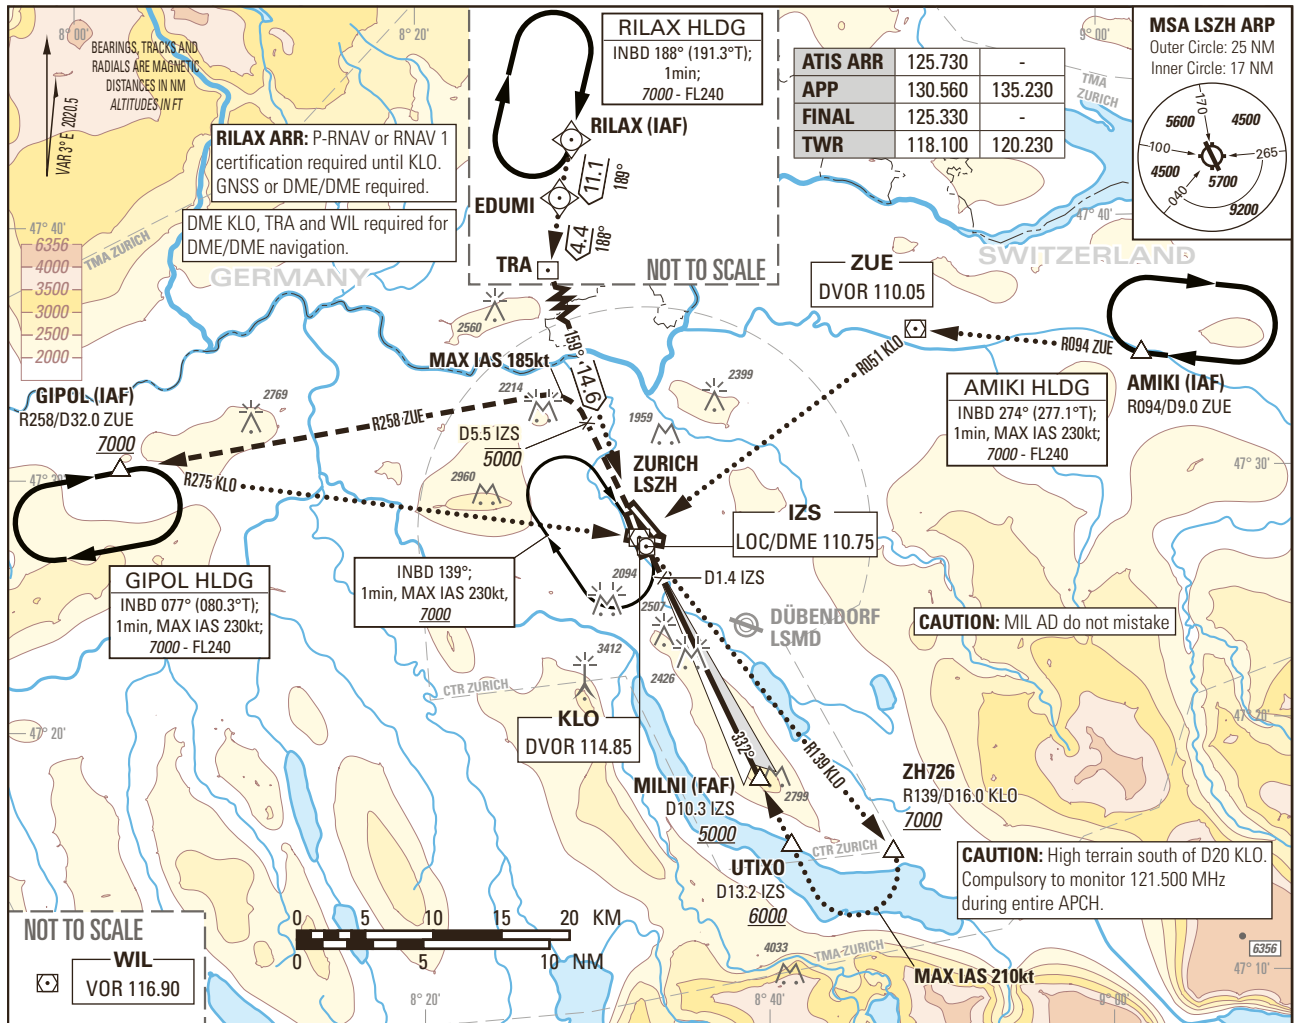 8° 00'
8° 20'
9° 00'
BEARINGS, TRACKS AND
RADIALS ARE MAGNETIC
DISTANCES IN NM
ALTITUDES IN FT
VAR 3° E 2020.5
RILAX HLDG
INBD 188° (191.3°T);
1min;
7000 - FL240
RILAX (IAF)
11.1
189°
EDUMI
4.4
188°
TRA
NOT TO SCALE
ATIS ARR 125.730 -
APP 130.560 135.230
FINAL 125.330 -
TWR 118.100 120.230
TMA
ZURICH
MSA LSZH ARP
Outer Circle: 25 NM
Inner Circle: 17 NM
170
5600 4500
100 265
4500 5700
040
9200
RILAX ARR: P-RNAV or RNAV 1
certification required until KLO.
GNSS or DME/DME required.
DME KLO, TRA and WIL required for
DME/DME navigation.
47° 40'
47° 40'
TMA ZURICH
6356
4000
3500
3000
2500
2000
GERMANY
SWITZERLAND
ZUE
DVOR 110.05
R094 ZUE
R051 KLO
AMIKI (IAF)
R094/D9.0 ZUE
AMIKI HLDG
INBD 274° (277.1°T);
1min, MAX IAS 230kt;
7000 - FL240
2560
159°
14.6
MAX IAS 185kt
GIPOL (IAF)
R258/D32.0 ZUE
7000
2769
2214
R258 ZUE
2399
1959
D5.5 IZS
5000
2960
R275 KLO
ZURICH
LSZH
47° 30'
47° 30'
IZS
LOC/DME 110.75
D1.4 IZS
GIPOL HLDG
INBD 077° (080.3°T);
1min, MAX IAS 230kt;
7000 - FL240
INBD 139°;
1min, MAX IAS 230kt,
7000
2094
2507
2426
3412
DÜBENDORF
LSMD
CAUTION: MIL AD do not mistake
CTR ZURICH
KLO
DVOR 114.85
332°
R139 KLO
47° 20'
47° 20'
MILNI (FAF)
D10.3 IZS
5000
2799
ZH726
R139/D16.0 KLO
7000
CTR ZURICH
UTIXO
D13.2 IZS
6000
CAUTION: High terrain south of D20 KLO.
Compulsory to monitor 121.500 MHz
during entire APCH.
NOT TO SCALE
WIL
VOR 116.90
0 5 10 15 20 KM
0 5 10 NM
4033
TMA ZURICH
MAX IAS 210kt
6356
47° 10'
8° 20'
8° 40'
9° 00'